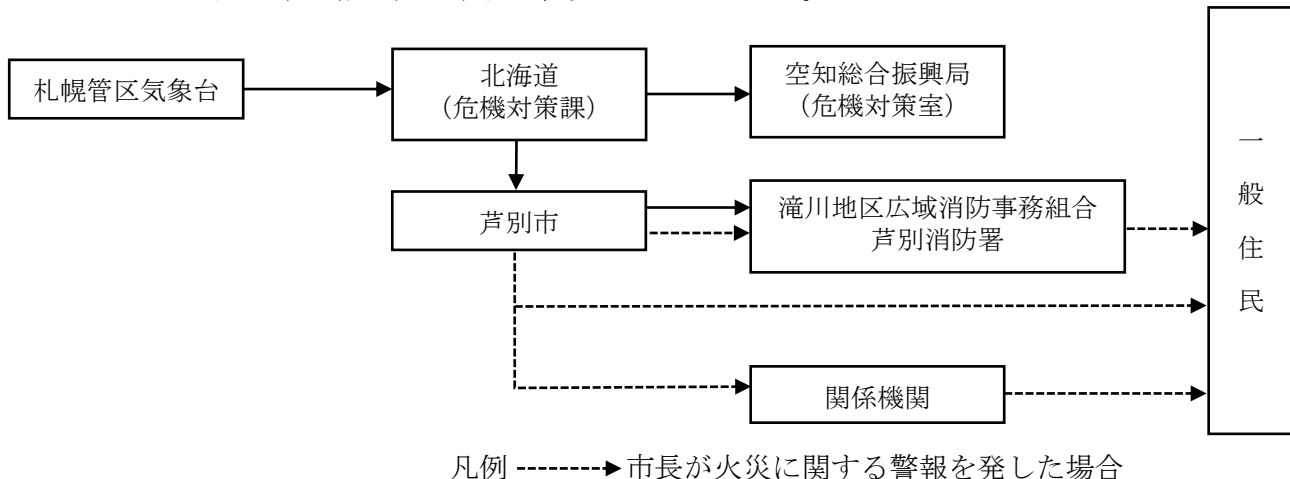 札幌管区気象台
北海道
(危機対策課)
空知総合振興局
(危機対策室)
芦別市
滝川地区広域消防事務組合
芦別消防署
関係機関
一般住民
凡例
市長が火災に関する警報を発した場合